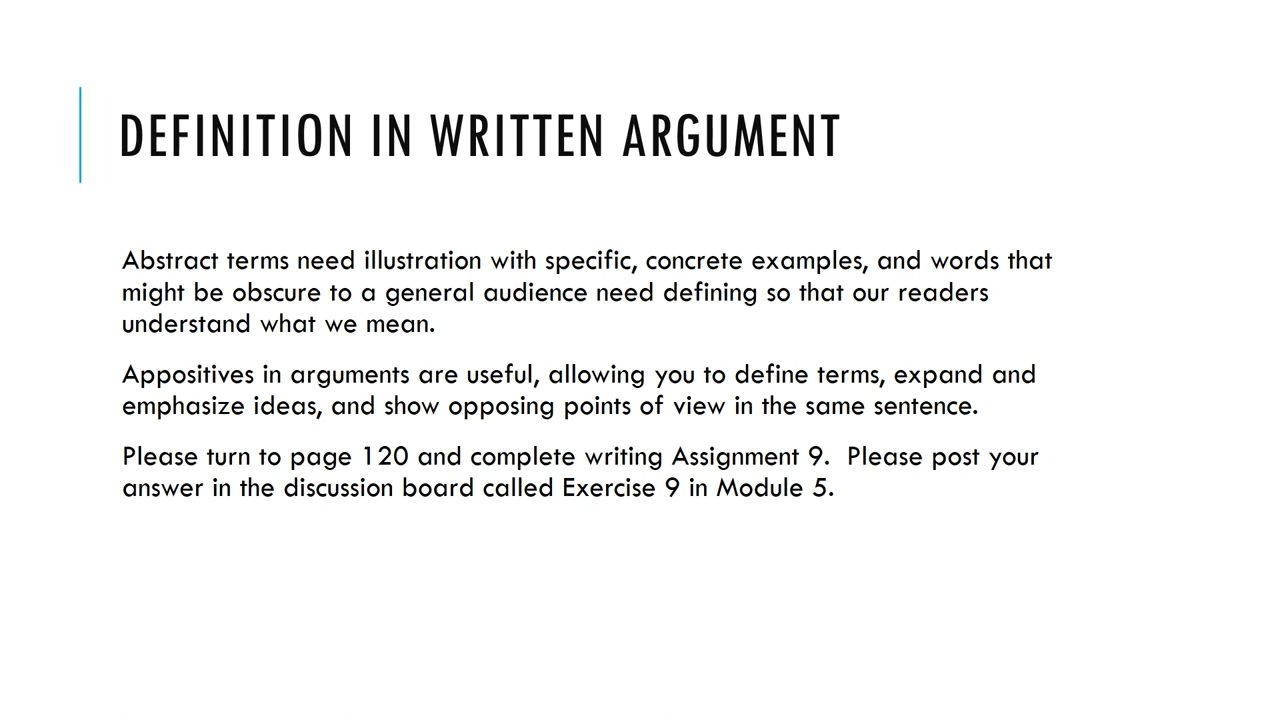 DEFINITION IN WRITTEN ARGUMENT
Abstract terms need illustration with specific, concrete examples, and words that
might be obscure to a general audience need defining so that our readers
understand what we mean.
Appositives in arguments are useful, allowing you to define terms, expand and
emphasize ideas, and show opposing points of view in the same sentence.
Please turn to page 120 and complete writing Assignment 9.  Please post your
answer in the discussion board called Exercise 9 in Module 5.